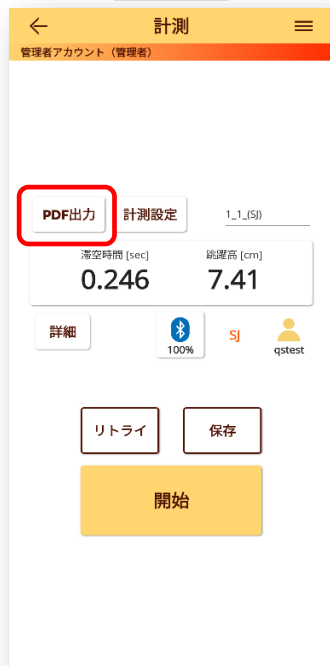 計測
管理者アカウント（管理者）
PDF出力 計測設定 1_1_(SJ)
滞空時間 [sec] 跳躍高 [cm]
0.246 7.41
詳細 100% SJ qstest
リトライ 保存
開始